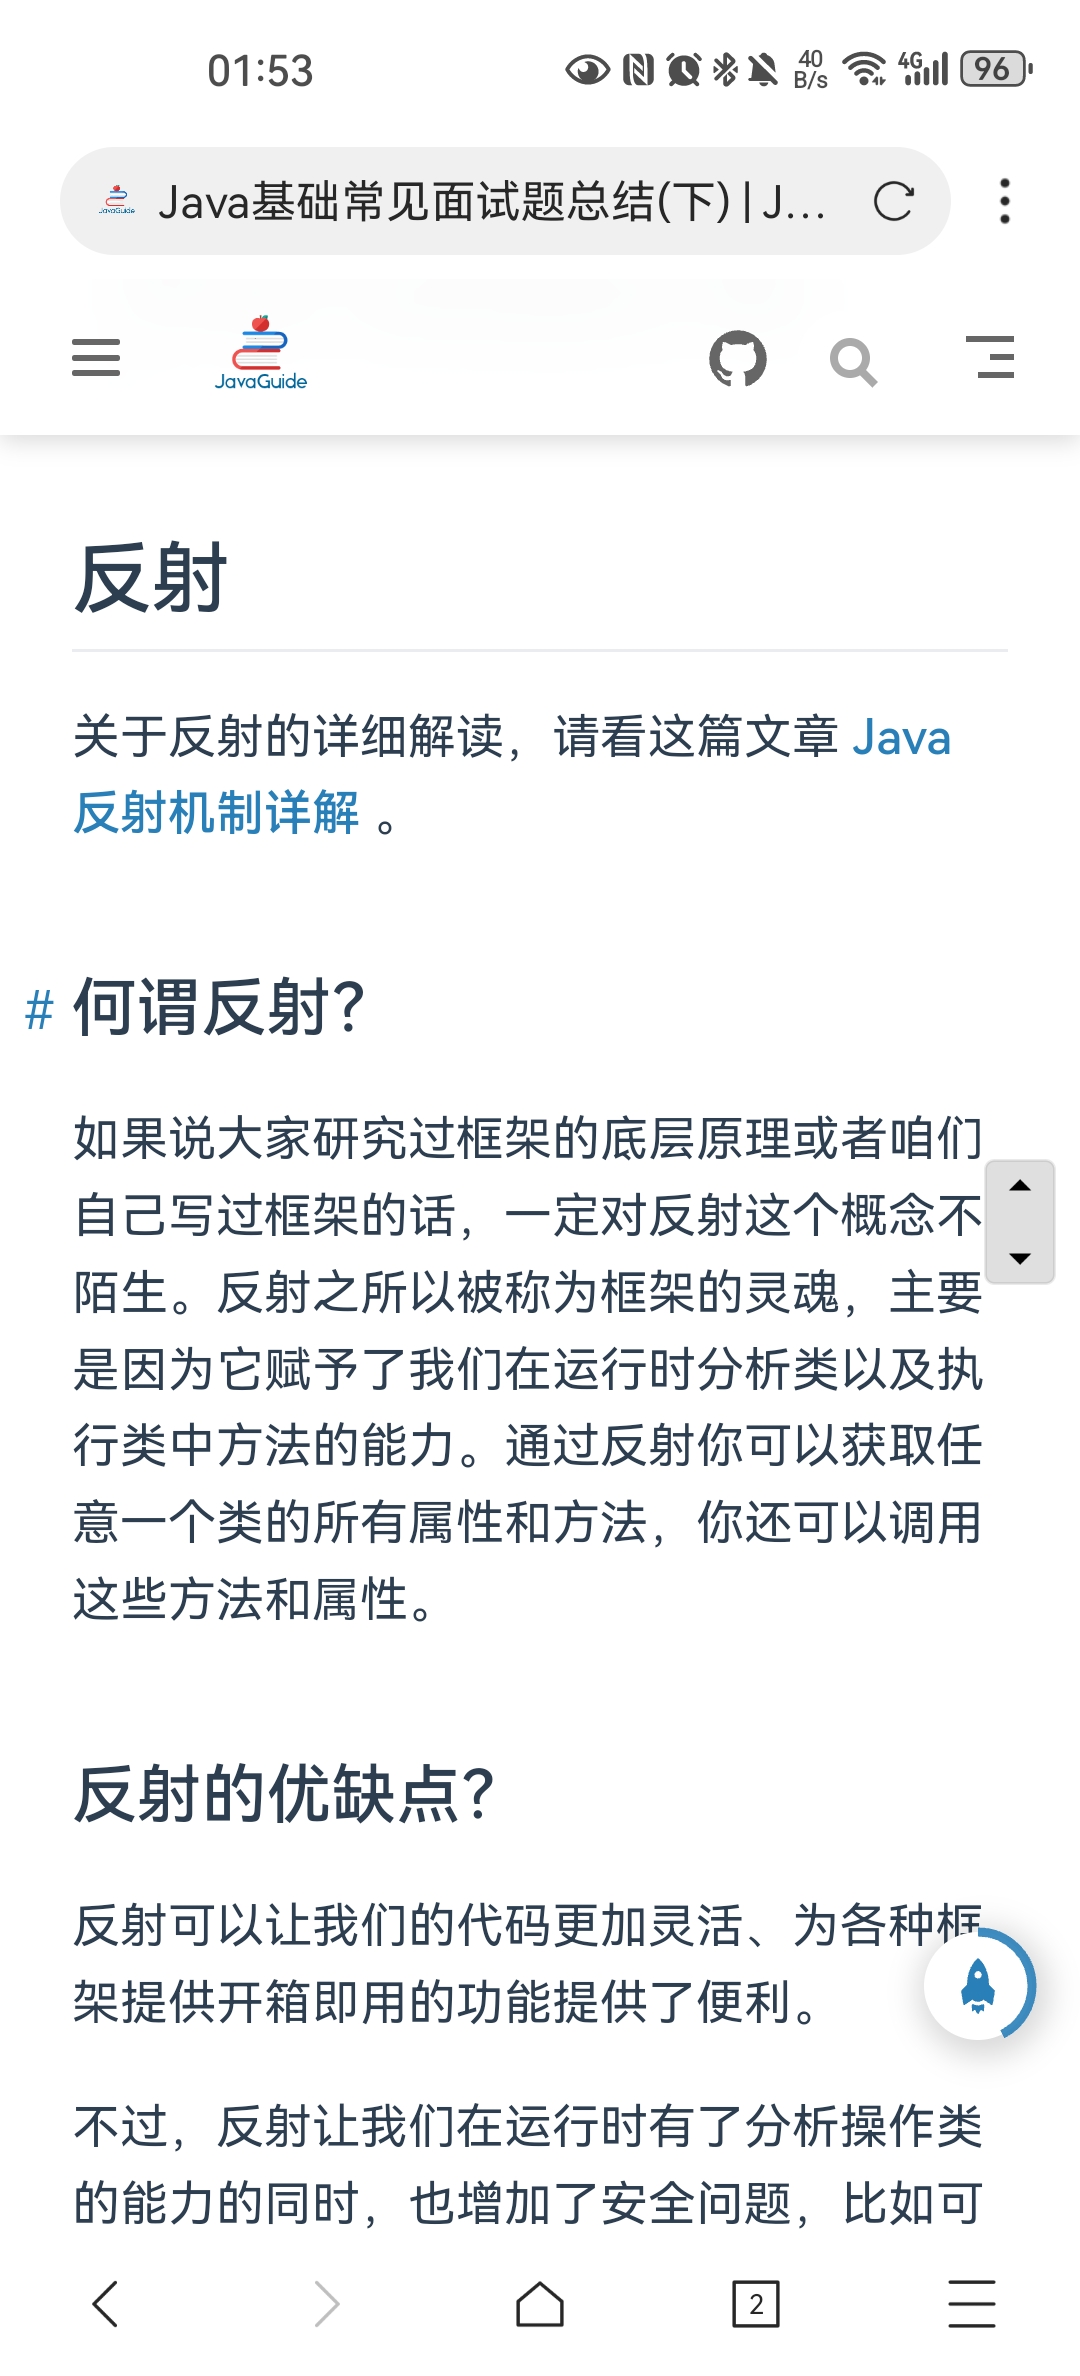 01:53
40
B/s
4G
96
Java基础常见面试题总结(下) | J...
JavaGuide
反射
关于反射的详细解读，请看这篇文章 Java
反射机制详解 。
# 何谓反射？
如果说大家研究过框架的底层原理或者咱们
自己写过框架的话，一定对反射这个概念不
陌生。反射之所以被称为框架的灵魂，主要
是因为它赋予了我们在运行时分析类以及执
行类中方法的能力。通过反射你可以获取任
意一个类的所有属性和方法，你还可以调用
这些方法和属性。
反射的优缺点？
反射可以让我们的代码更加灵活、为各种框
架提供开箱即用的功能提供了便利。
不过，反射让我们在运行时有了分析操作类
的能力的同时，也增加了安全问题，比如可
2